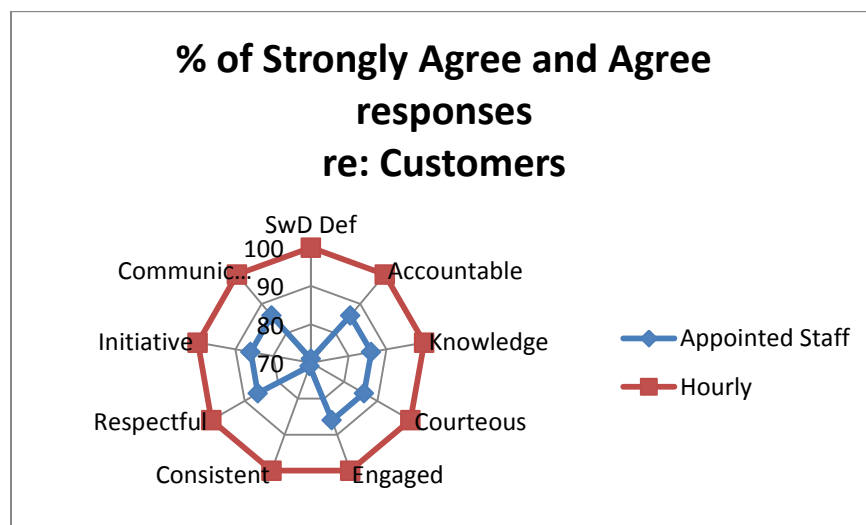 % of Strongly Agree and Agree
responses
re: Customers
SwD Def
100
Communic...
Accountable
90
Initiative
80
Knowledge
70
Appointed Staff
Hourly
Respectful
Courteous
Consistent
Engaged